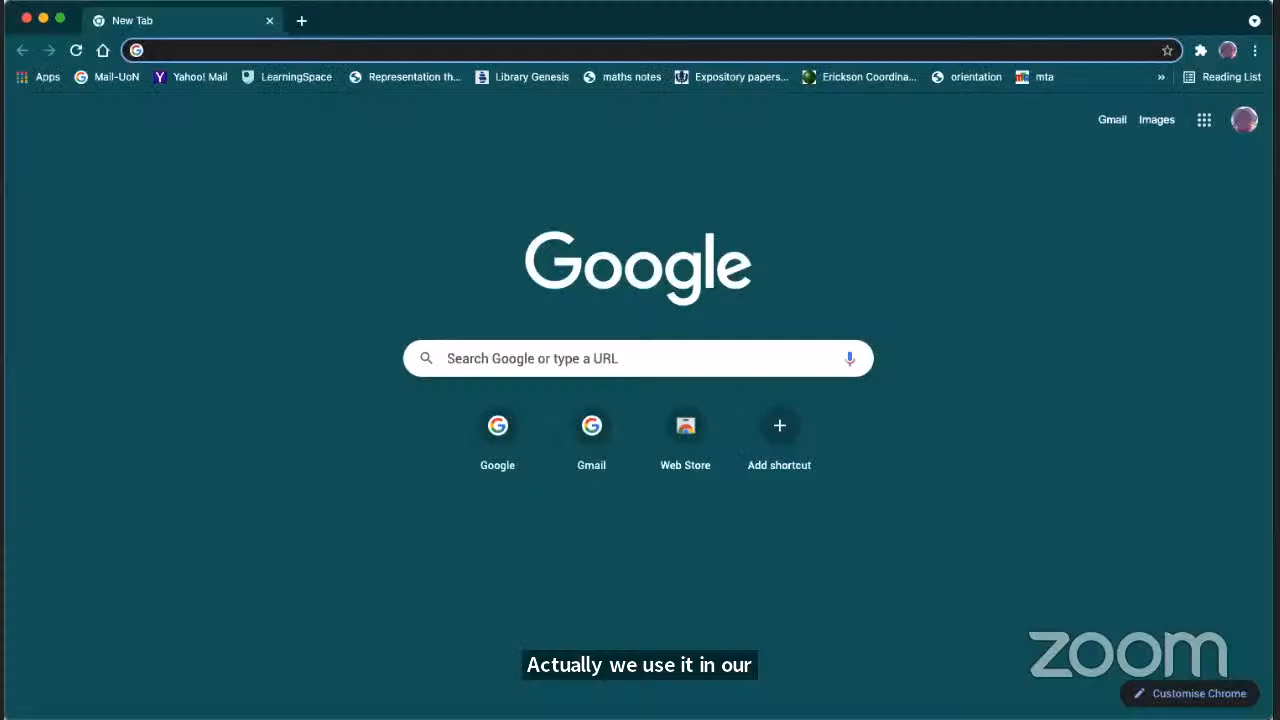 New Tab
Apps Mail-UoN Yahoo! Mail LearningSpace Representation th... Library Genesis maths notes Expository papers... Erickson Coordina... orientation mta » Reading List
Gmail Images
Google
Search Google or type a URL
Google Gmail Web Store Add shortcut
Actually we use it in our
zoom
Customise Chrome